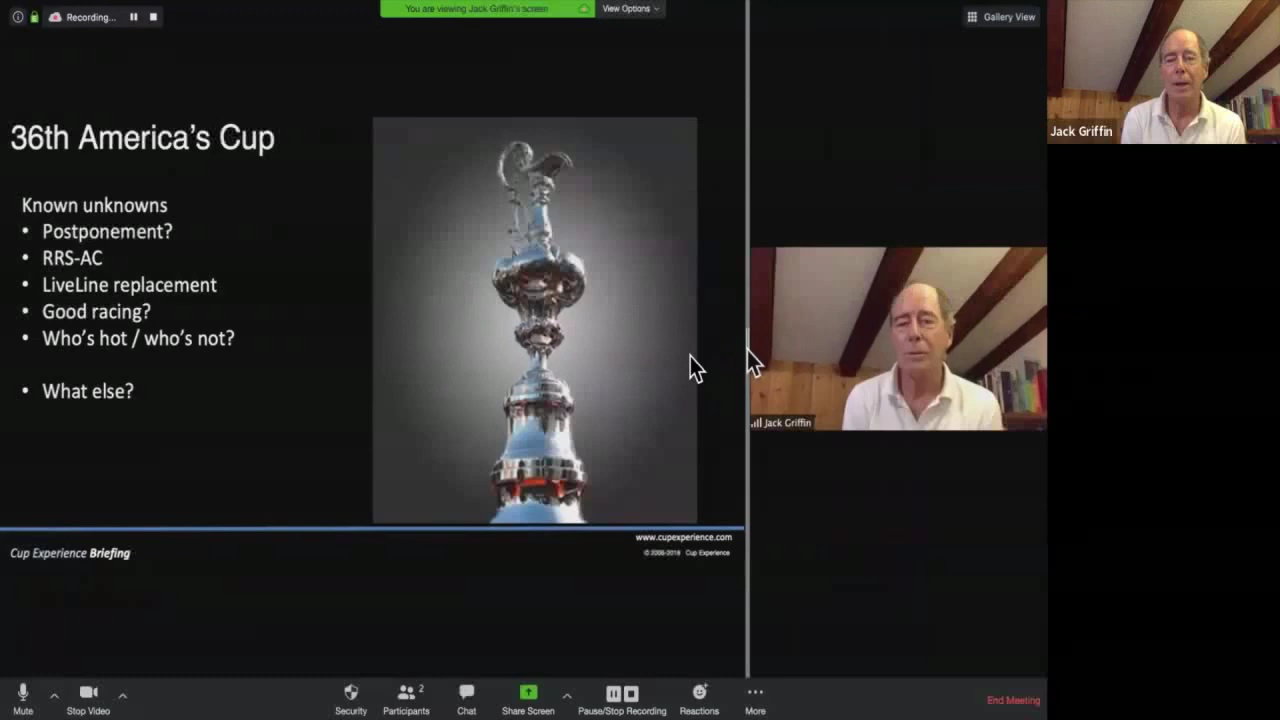 Recording...
You are viewing Jack Griffin's screen
View Options
Gallery View
Jack Griffin
36th America's Cup
Known unknowns
• Postponement?
• RRS-AC
• LiveLine replacement
• Good racing?
• Who's hot / who's not?
• What else?
Jack Griffin
www.cupexperience.com
© 2006-2018 Cup Experience
Cup Experience Briefing
Mute
Stop Video
Security
Participants
2
Chat
Share Screen
Pause/Stop Recording
Reactions
More
End Meeting